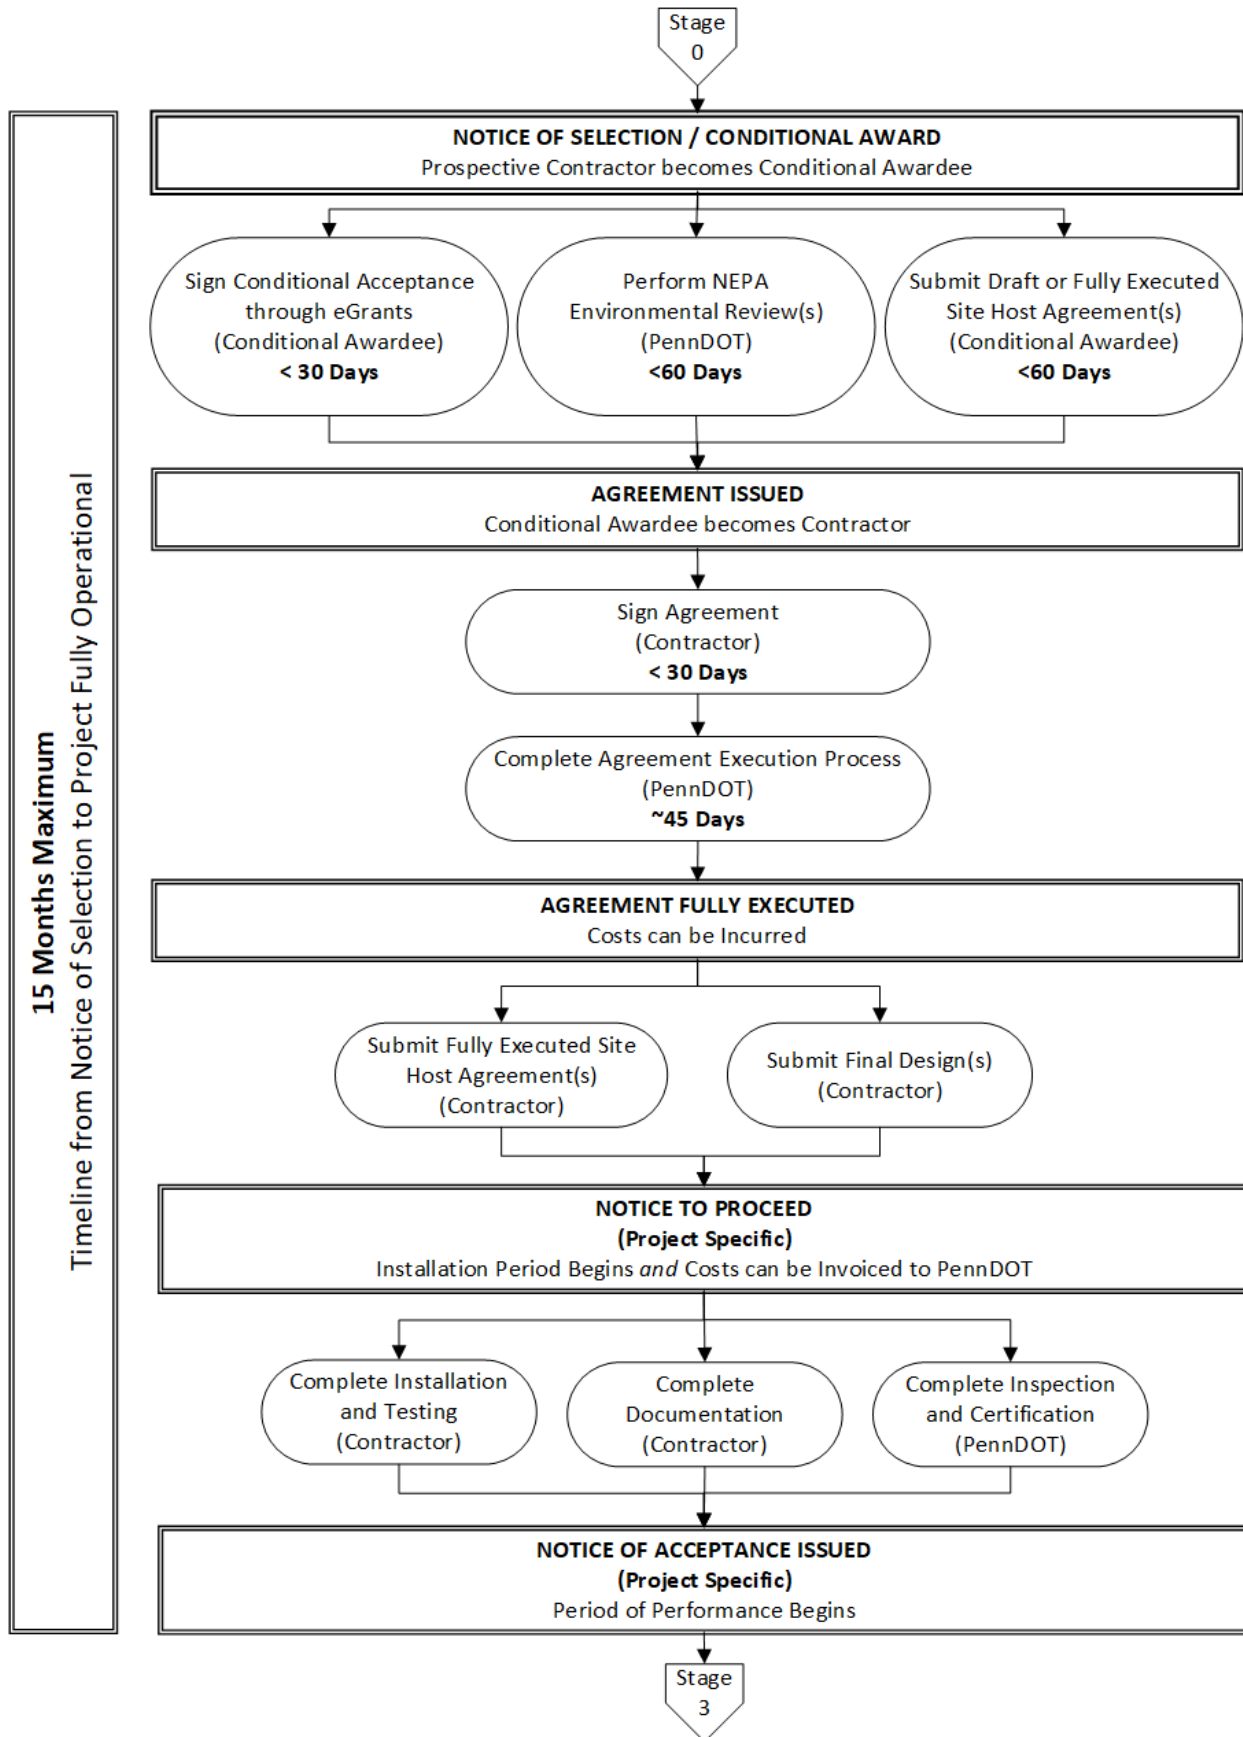 Stage
0
NOTICE OF SELECTION / CONDITIONAL AWARD
Prospective Contractor becomes Conditional Awardee
Sign Conditional Acceptance
through eGrants
(Conditional Awardee)
< 30 Days
Perform NEPA
Environmental Review(s)
(PennDOT)
<60 Days
Submit Draft or Fully Executed
Site Host Agreement(s)
(Conditional Awardee)
<60 Days
AGREEMENT ISSUED
Conditional Awardee becomes Contractor
Sign Agreement
(Contractor)
< 30 Days
Complete Agreement Execution Process
(PennDOT)
~45 Days
AGREEMENT FULLY EXECUTED
Costs can be Incurred
Submit Fully Executed Site
Host Agreement(s)
(Contractor)
Submit Final Design(s)
(Contractor)
NOTICE TO PROCEED
(Project Specific)
Installation Period Begins and Costs can be Invoiced to PennDOT
Complete Installation
and Testing
(Contractor)
Complete
Documentation
(Contractor)
Complete Inspection
and Certification
(PennDOT)
NOTICE OF ACCEPTANCE ISSUED
(Project Specific)
Period of Performance Begins
Stage
3
15 Months Maximum
Timeline from Notice of Selection to Project Fully Operational